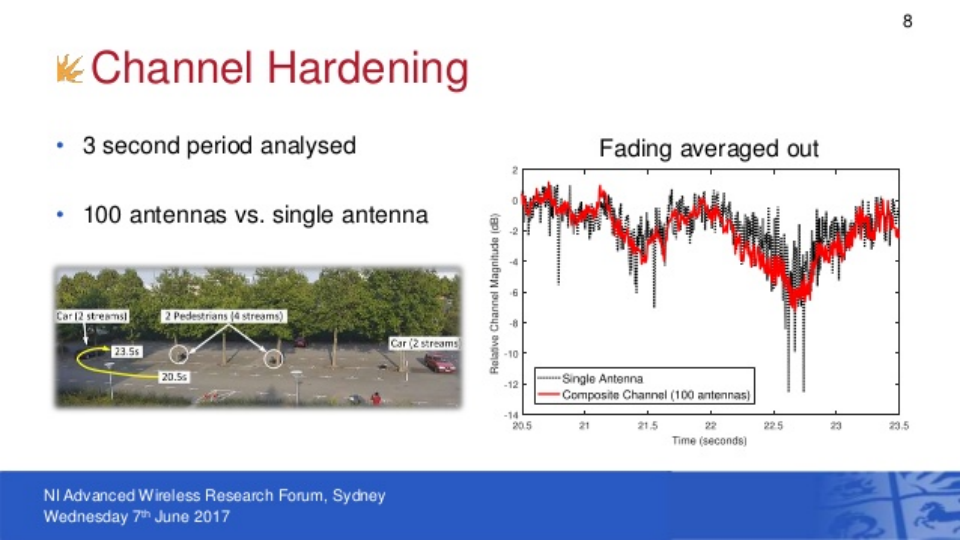 8
Channel Hardening
• 3 second period analysed
• 100 antennas vs. single antenna
Car (2 streams)
2 Pedestrians (4 streams)
Car (2 streams
23.5s
20.5s
Fading averaged out
Relative Channel Magnitude (dB)
2
0
-2
-4
-6
-8
-10
-12
-14
Single Antenna
Composite Channel (100 antennas)
20.5 21 21.5 22 22.5 23 23.5
Time (seconds)
NI Advanced Wireless Research Forum, Sydney
Wednesday 7th June 2017